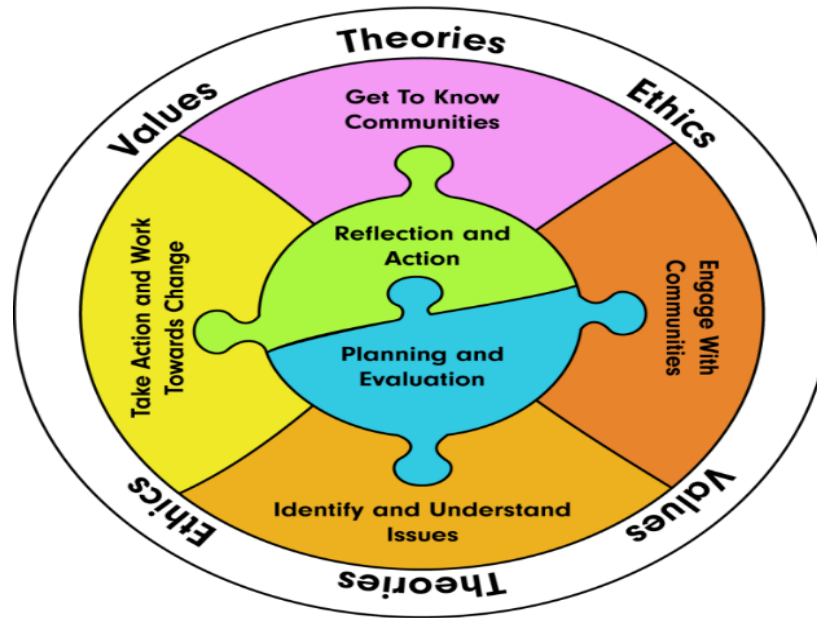 Theories
Ethics
Values
Get To Know
Communities
Reflection and
Action
Engage With
Communities
Take Action and Work
Towards Change
Planning and
Evaluation
Identify and Understand
Issues
Values
Theories
Ethics